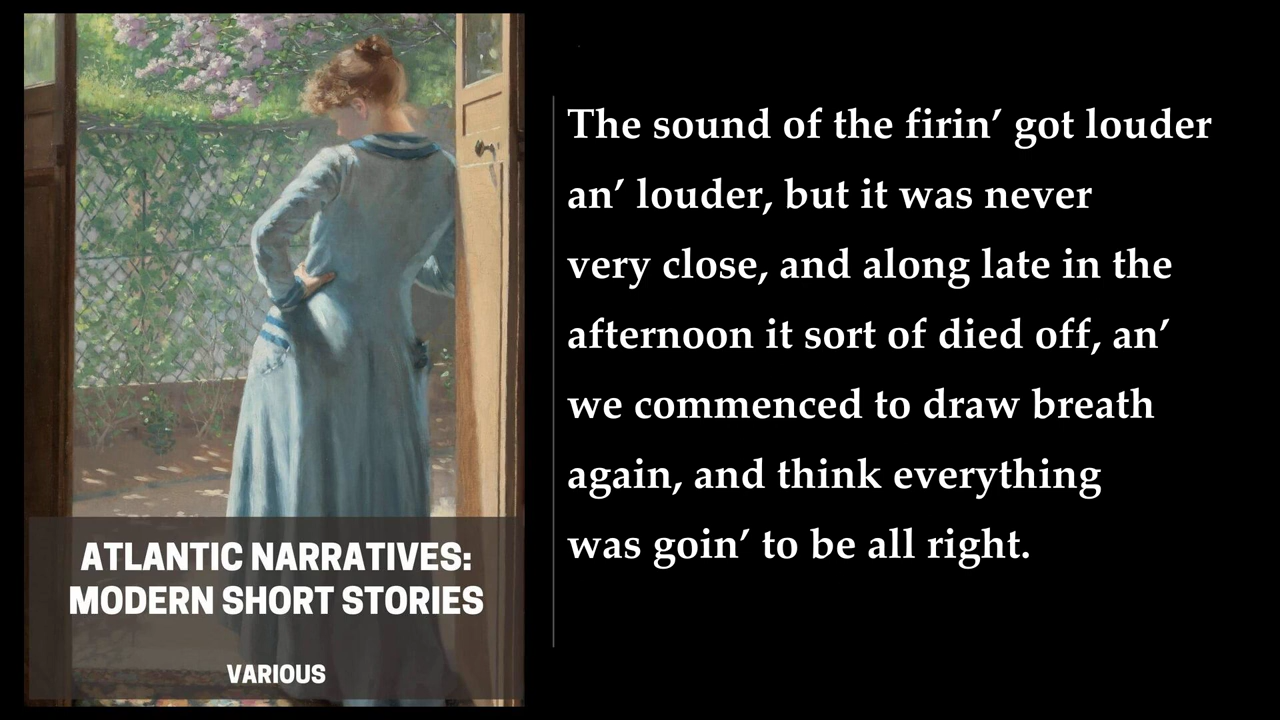 The sound of the firin’ got louder
an’ louder, but it was never
very close, and along late in the
afternoon it sort of died off, an’
we commenced to draw breath
again, and think everything
was goin’ to be all right.
ATLANTIC NARRATIVES:
MODERN SHORT STORIES
VARIOUS